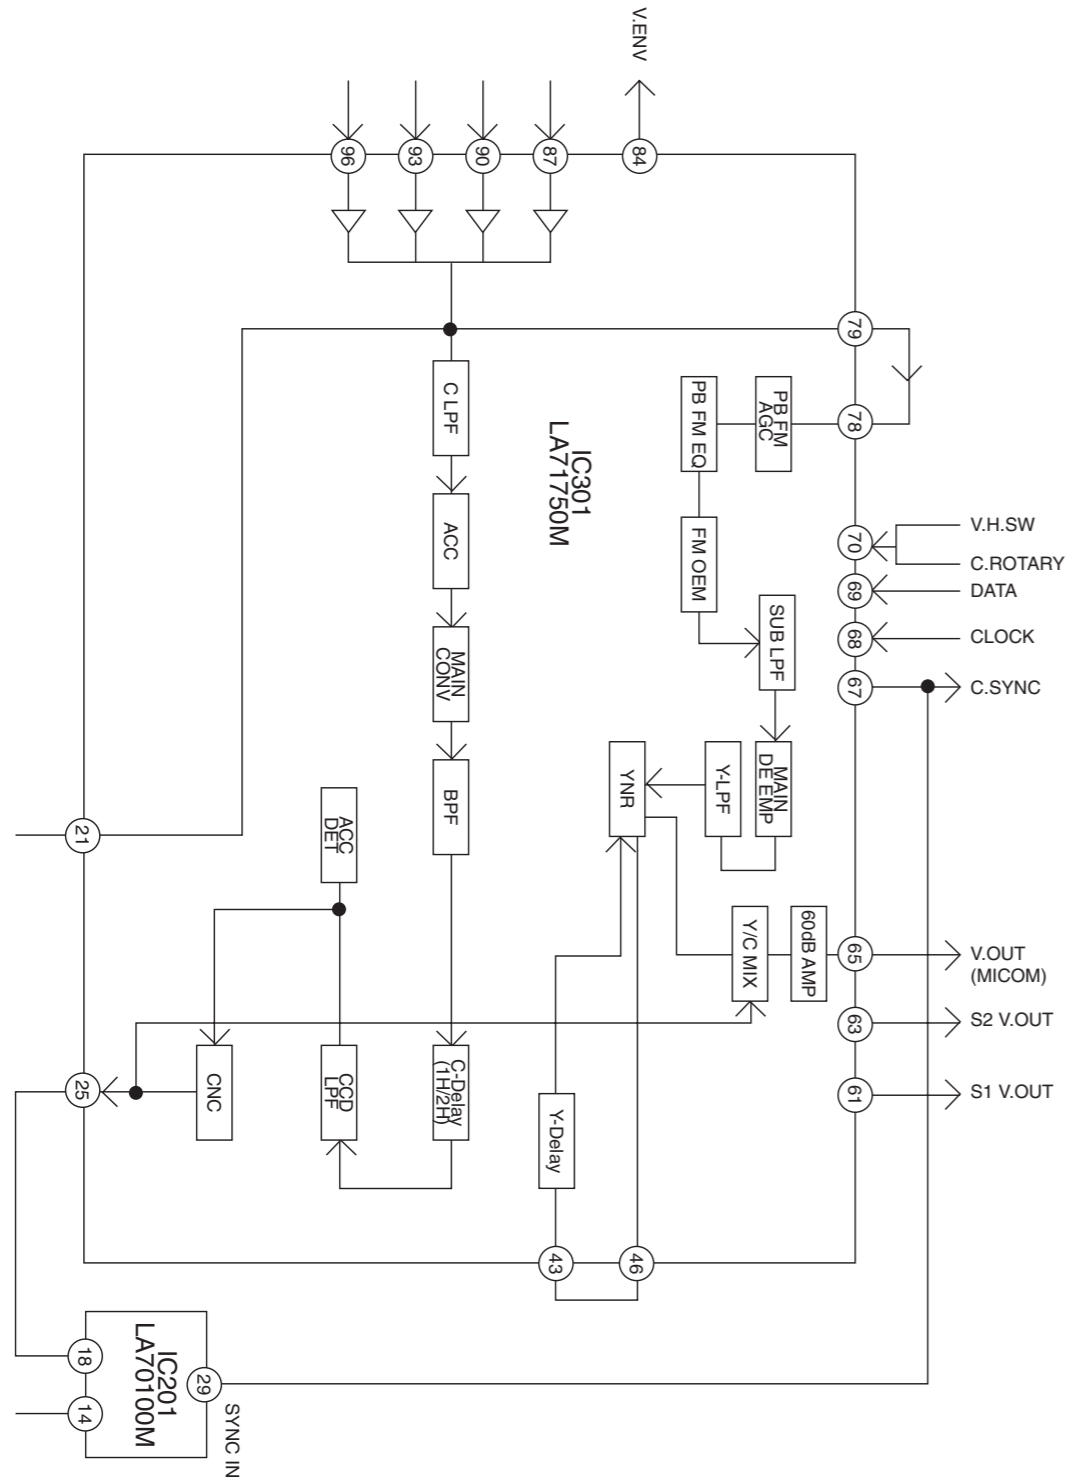 V.ENV
96
93
90
87
84
79
78
C LPF
PB FM EQ
PB FM
AGC
IC301
LA71750M
ACC
FM OEM
70
69
68
67
V.H.SW
C.ROTARY
DATA
CLOCK
C.SYNC
SUB LPF
MAIN
CONV
BPF
YNR
Y-LPF
MAIN
DE EMP
21
ACC
DET
Y/C MIX
60dB AMP
65
63
61
V.OUT
(MICOM)
S2 V.OUT
S1 V.OUT
25
CNC
CCD
LPF
C-Delay
(1H/2H)
Y-Delay
43
46
18
14
IC201
LA70100M
29
SYNC IN